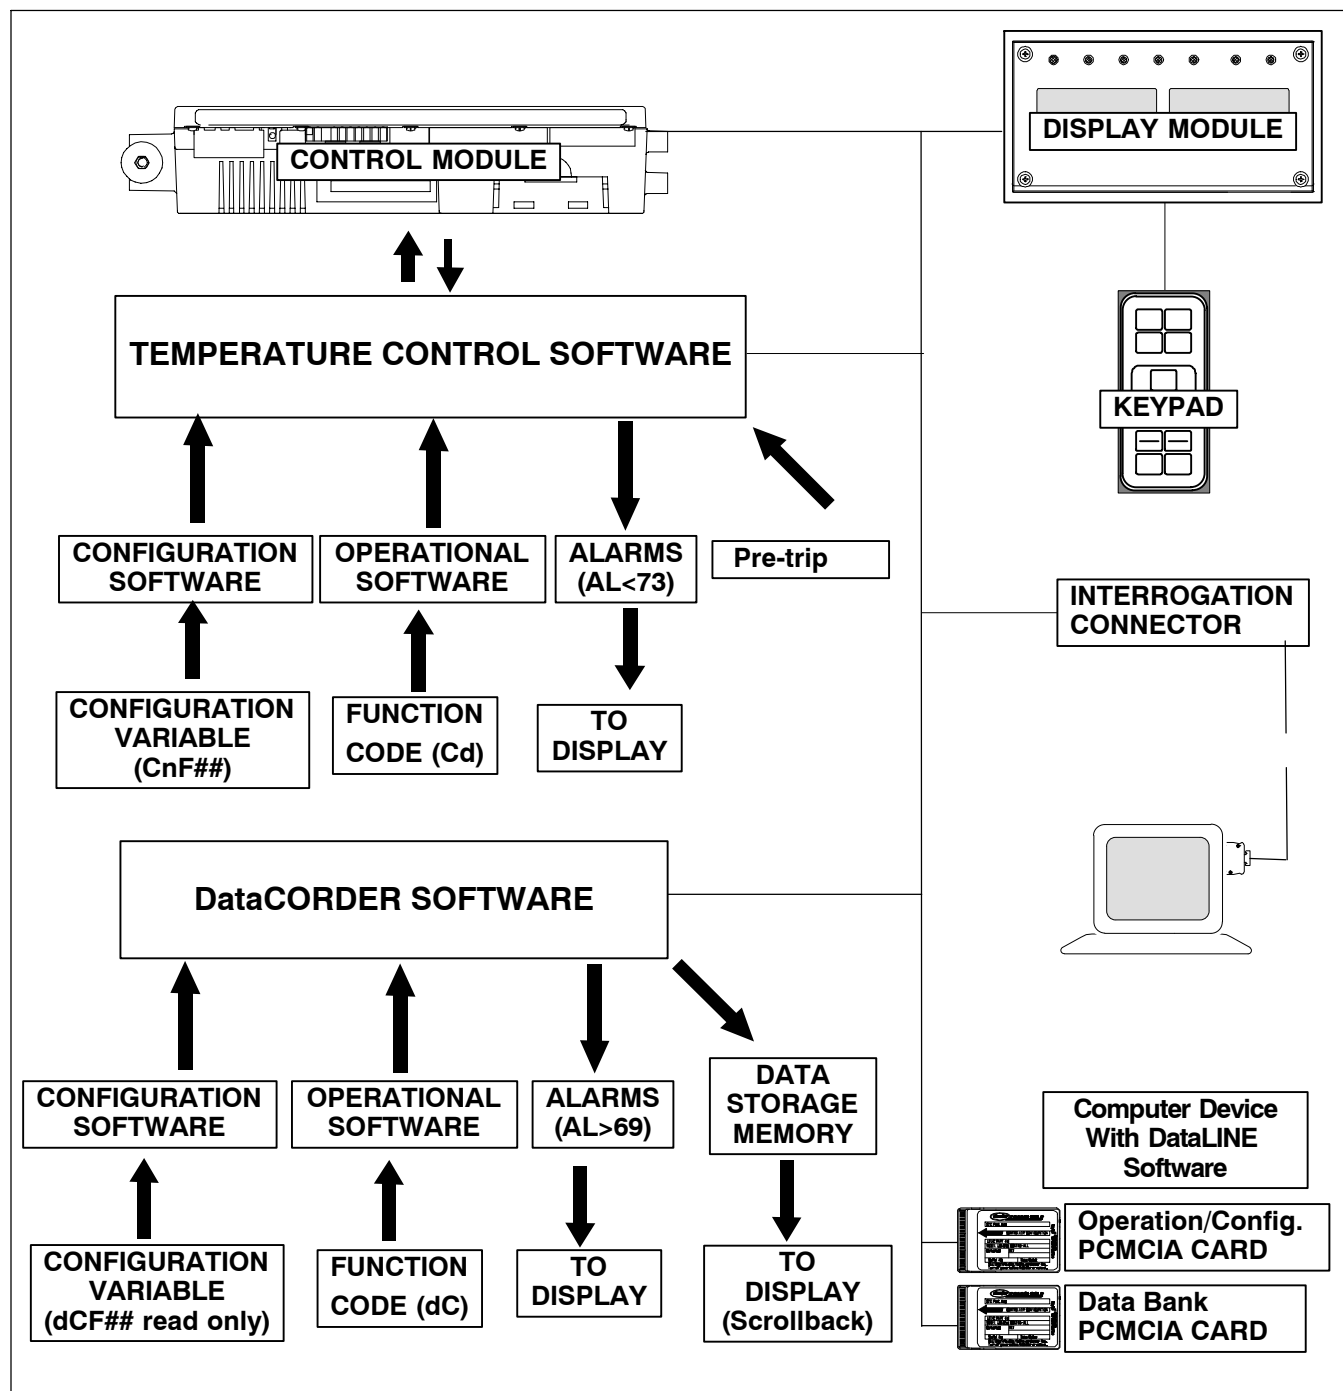 DISPLAY MODULE
CONTROL MODULE
TEMPERATURE CONTROL SOFTWARE
KEYPAD
CONFIGURATION
SOFTWARE
OPERATIONAL
SOFTWARE
ALARMS
(AL<73)
Pre-trip
INTERROGATION
CONNECTOR
CONFIGURATION
VARIABLE
(CnF##)
FUNCTION
CODE (Cd)
TO
DISPLAY
DataCORDER SOFTWARE
CONFIGURATION
SOFTWARE
OPERATIONAL
SOFTWARE
ALARMS
(AL>69)
DATA
STORAGE
MEMORY
Computer Device
With DataLINE
Software
CONFIGURATION
VARIABLE
(dCF## read only)
FUNCTION
CODE (dC)
TO
DISPLAY
TO
DISPLAY
(Scrollback)
Operation/Config.
PCMCIA CARD
Data Bank
PCMCIA CARD